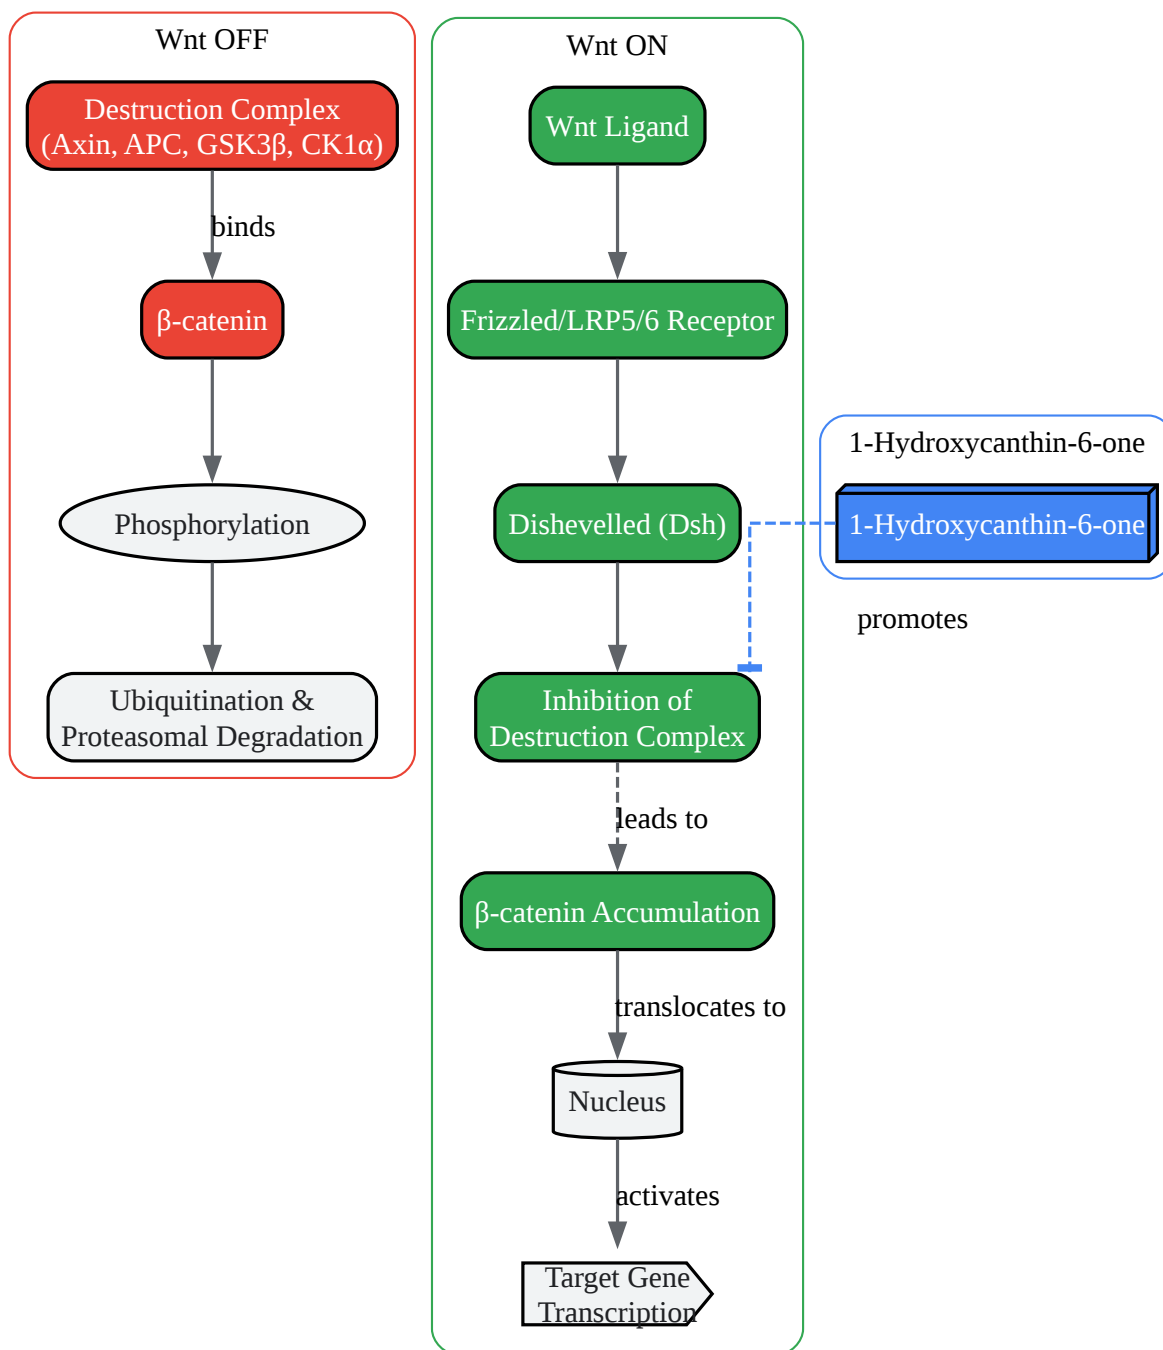 Wnt OFF
Destruction Complex
(Axin, APC, GSK3β, CK1α)
binds
β-catenin
Phosphorylation
Ubiquitination &
Proteasomal Degradation
Wnt ON
Wnt Ligand
Frizzled/LRP5/6 Receptor
Dishevelled (Dsh)
Inhibition of
Destruction Complex
leads to
β-catenin Accumulation
translocates to
Nucleus
activates
Target Gene
Transcription
1-Hydroxycanthin-6-one
1-Hydroxycanthin-6-one
promotes